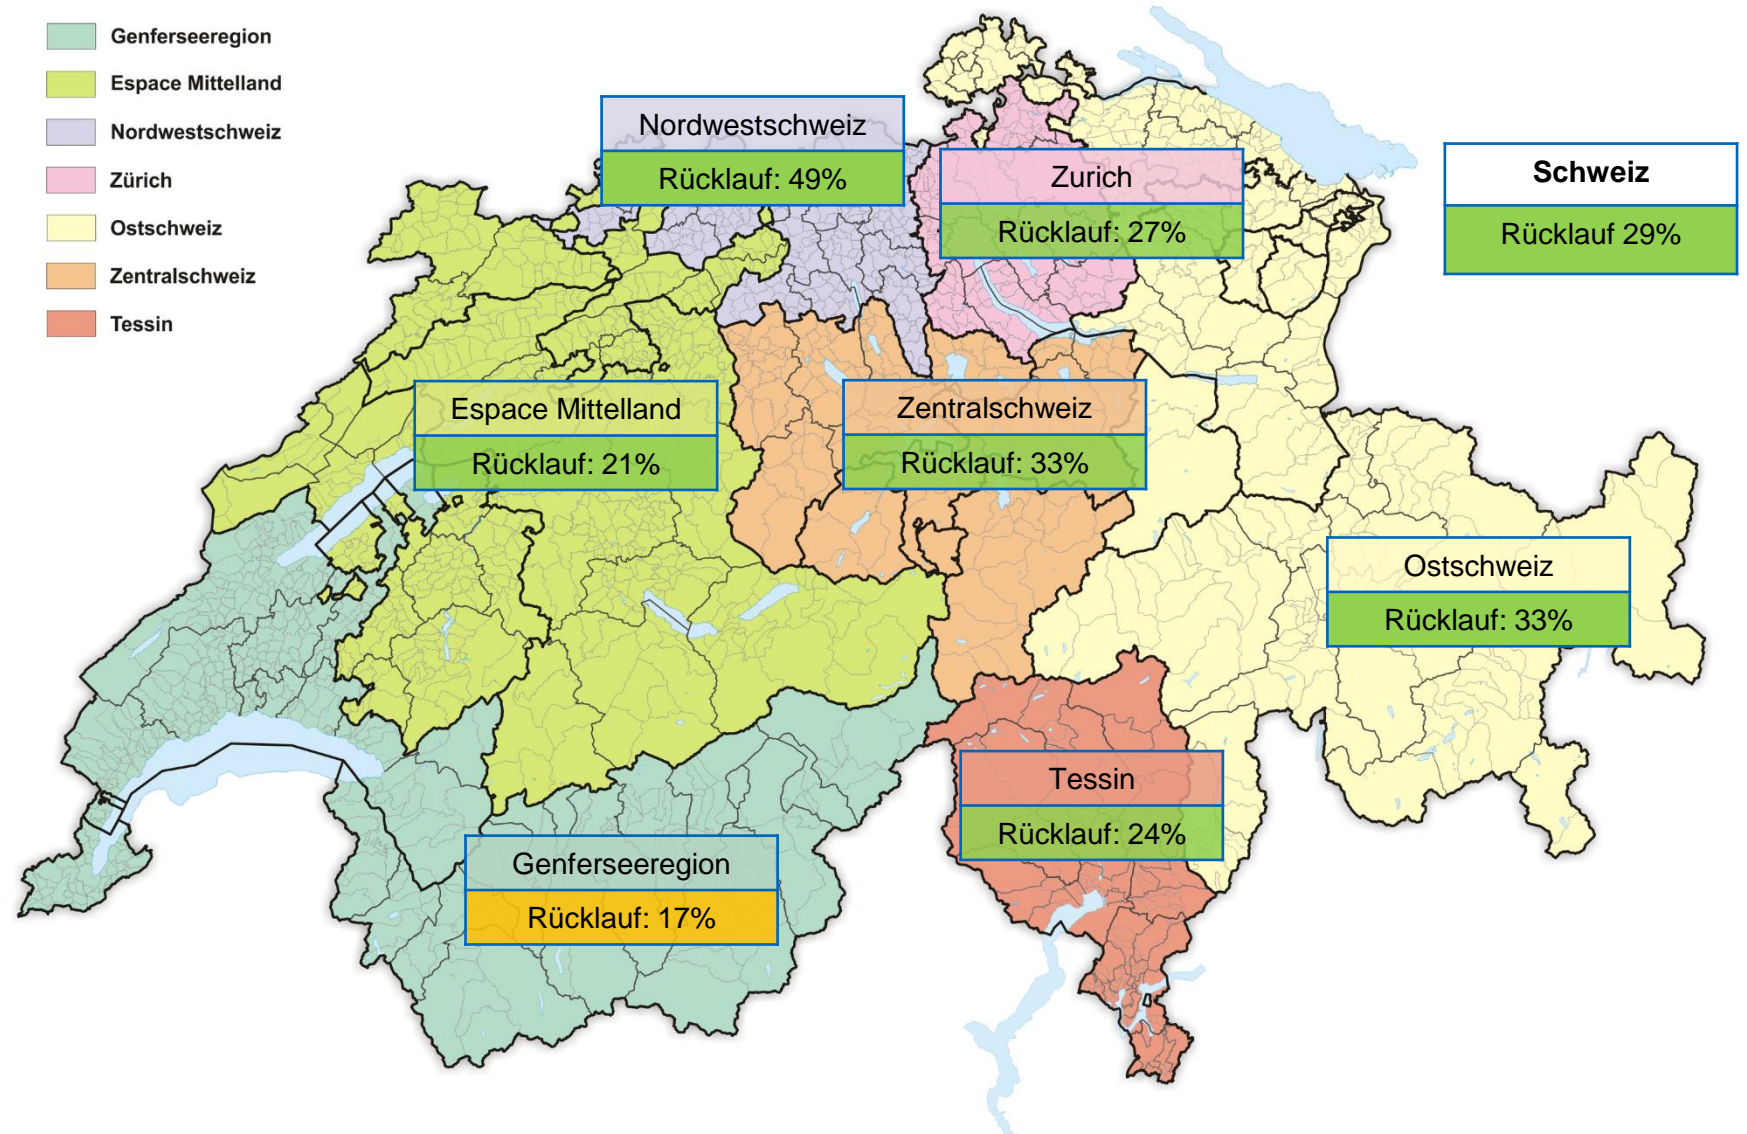 Genferseeregion
Espace Mittelland
Nordwestschweiz
Zürich
Ostschweiz
Zentralschweiz
Tessin
Nordwestschweiz
Rücklauf: 49%
Zurich
Rücklauf: 27%
Schweiz
Rücklauf 29%
Espace Mittelland
Rücklauf: 21%
Zentralschweiz
Rücklauf: 33%
Ostschweiz
Rücklauf: 33%
Tessin
Rücklauf: 24%
Genferseeregion
Rücklauf: 17%